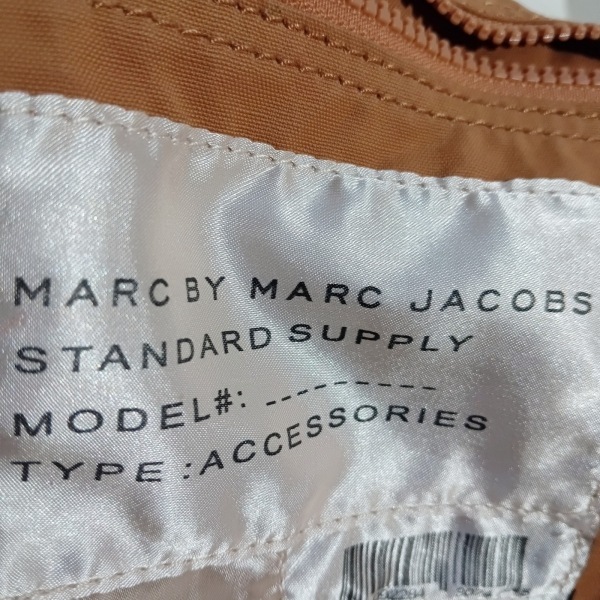 MARC BY MARC JACOBS
STANDARD SUPPLY
MODEL#: ----------
TYPE :ACCESSORIES